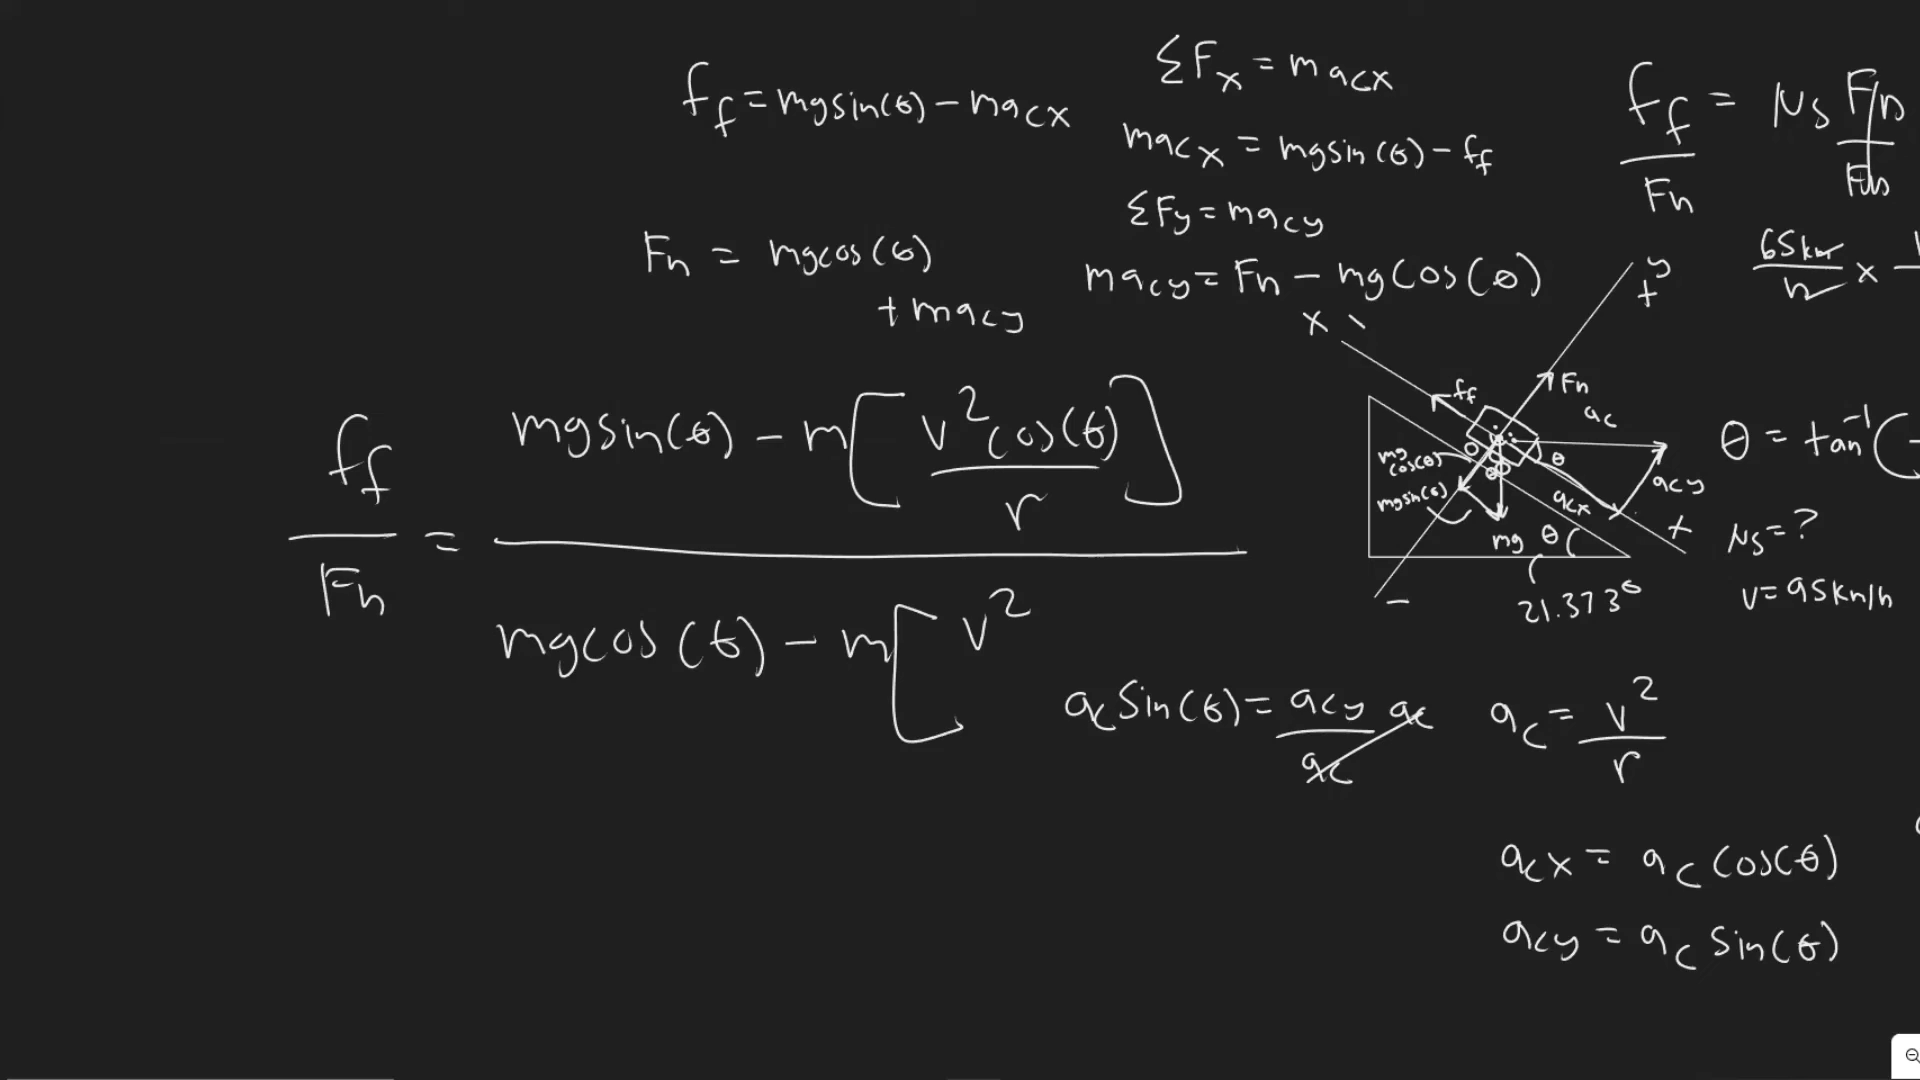 ΣFx = macx
ff = mgsin(θ) - macx
macx = mgsin(θ) - ff
ΣFy = macy
Fn = mgcos(θ) + macy
macy = Fn - mgcos(θ)
ff / Fn = μs Fn / Fn
65km / h x
x
y
+
ff
Fn
ac
mg cos(θ)
mgsin(θ)
θ
θ
acx
acy
+
mg
θ
-
21.373°
θ = tan⁻¹(
μs = ?
v = 95km/h
ff / Fn = mgsin(θ) - m[v²cos(θ) / r]
mgcos(θ) - m[v²
acsin(θ) = acy / ac ac
ac = v² / r
acx = ac cos(θ)
acy = ac sin(θ)